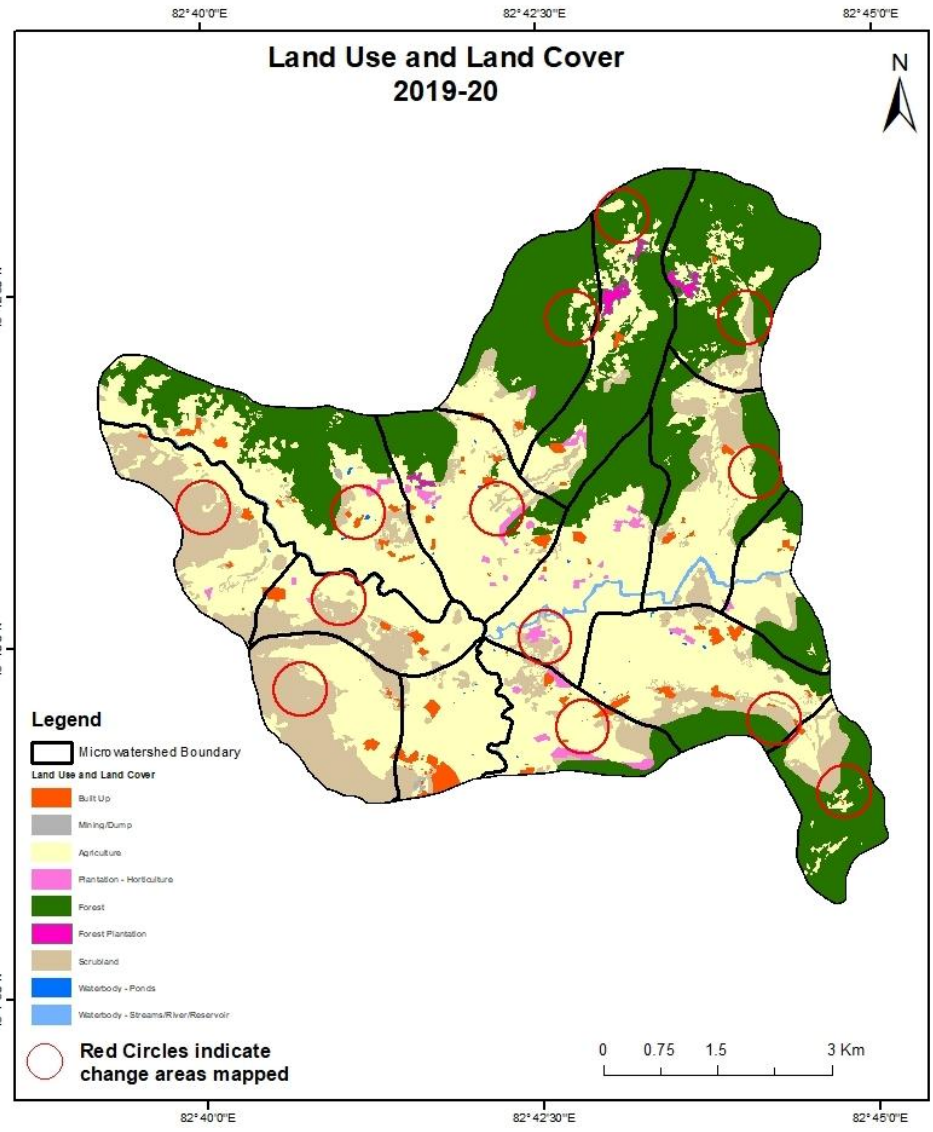 82°40'0"E 82°42'30"E 82°45'0"E
Land Use and Land Cover
2019-20
N
Legend
Microwatershed Boundary
Land Use and Land Cover
Built Up
Mining/Dump
Agriculture
Plantation - Horticulture
Forest
Forest Plantation
Scrubland
Waterbody - Ponds
Waterbody - Streams/River/Reservoir
Red Circles indicate
change areas mapped
0 0.75 1.5 3 Km
82°40'0"E 82°42'30"E 82°45'0"E